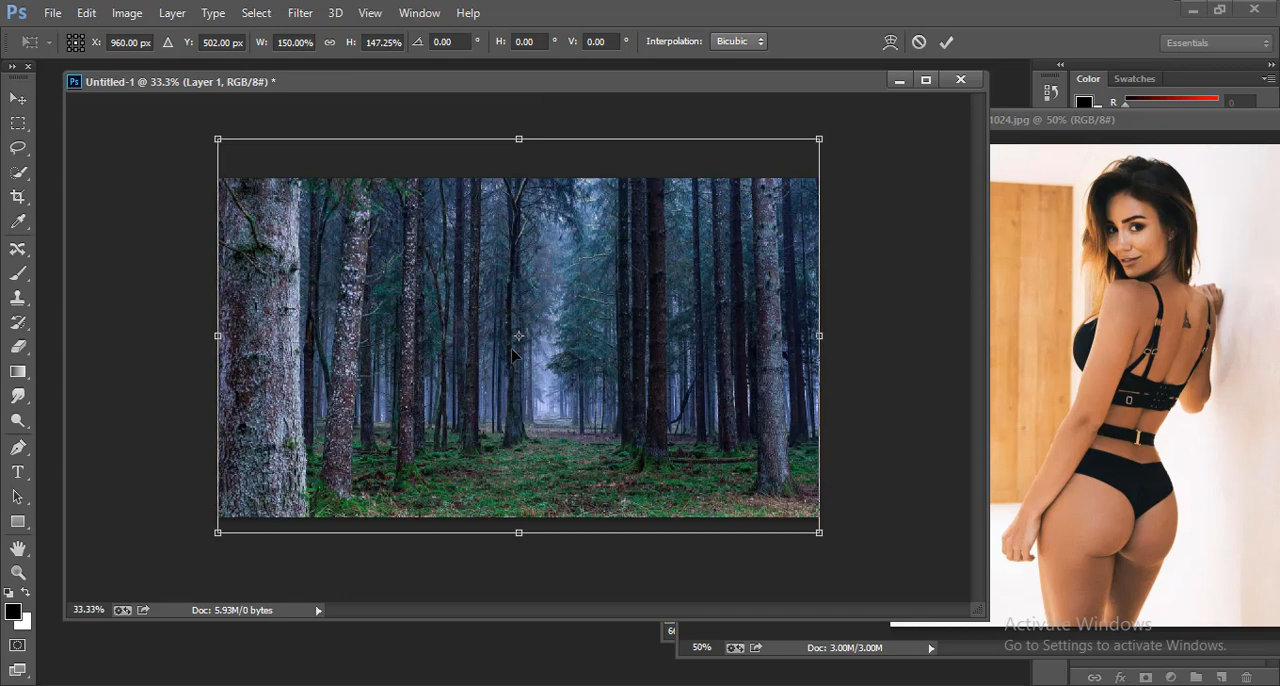 Ps File Edit Image Layer Type Select Filter 3D View Window Help
X: 960.00 px Y: 502.00 px W: 150.00% H: 147.25% 0.00 ° H: 0.00 ° V: 0.00 ° Interpolation: Bicubic Essentials
Ps Untitled-1 @ 33.3% (Layer 1, RGB/8#) *
Color Swatches
R 0
1024.jpg @ 50% (RGB/8#)
33.33% Doc: 5.93M/0 bytes
50% Doc: 3.00M/3.00M
Activate Windows
Go to Settings to activate Windows.
fx